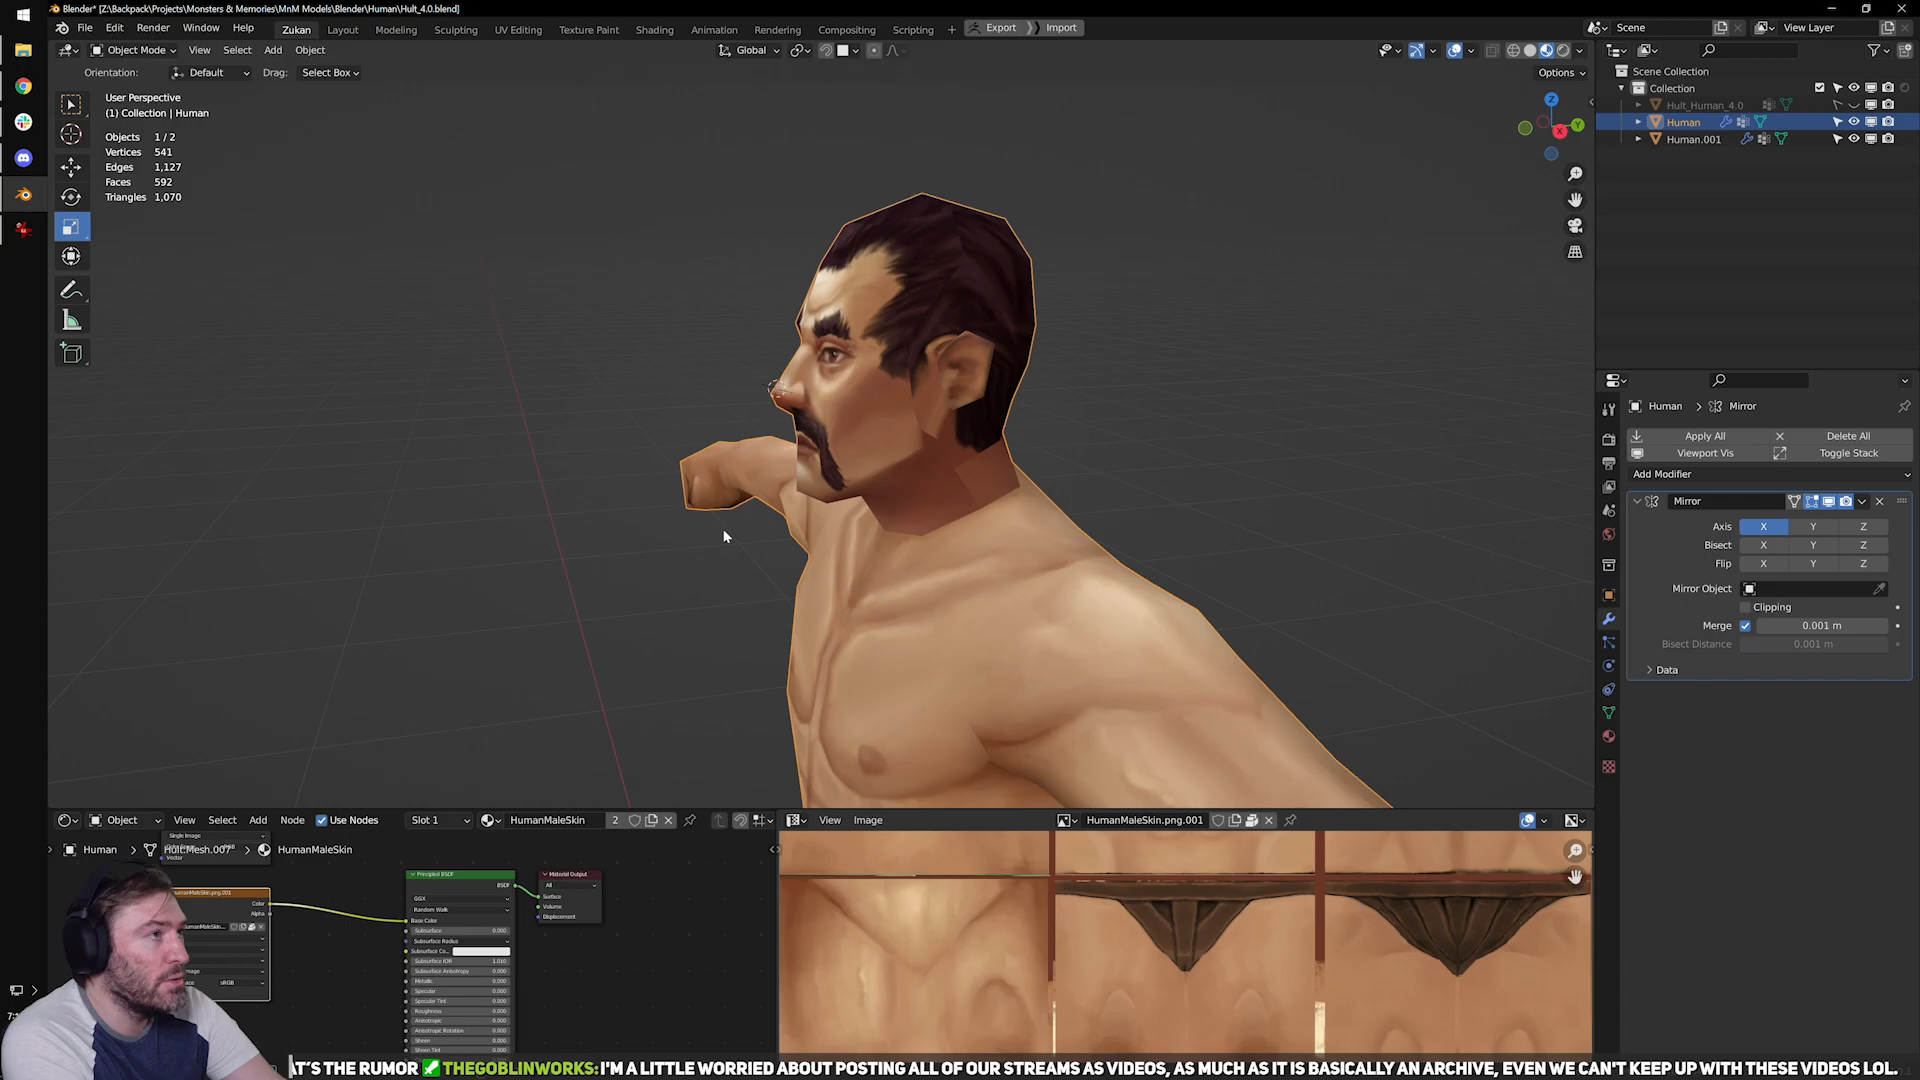 Blender* [Z:\Backpack\Projects\Monsters & Memories\MnM Models\Blender\Human\Hult_4.0.blend]
File Edit Render Window Help Zukan Layout Modeling Sculpting UV Editing Texture Paint Shading Animation Rendering Compositing Scripting + Export Import Scene View Layer
Object Mode View Select Add Object Global
Orientation: Default Drag: Select Box Options
User Perspective
(1) Collection | Human
Objects 1 / 2
Vertices 541
Edges 1,127
Faces 592
Triangles 1,070
Z
Y
X
Scene Collection
Collection
Hult_Human_4.0
Human
Human.001
Human > Mirror
Apply All Delete All
Viewport Vis Toggle Stack
Add Modifier
Mirror
Axis X Y Z
Bisect X Y Z
Flip X Y Z
Mirror Object
Clipping
Merge 0.001 m
Bisect Distance 0.001 m
Data
Object View Select Add Node Use Nodes Slot 1 HumanMaleSkin 2
View Image HumanMaleSkin.png.001
Human > Hult.Mesh.007 > HumanMaleSkin
Single Image
Vector
HumanMaleSkin.png.001
Color
Alpha
HumanMaleSkin...
sRGB
Principled BSDF
BSDF
GGX
Random Walk
Base Color
Subsurface 0.000
Subsurface Radius
Subsurface Co...
Subsurface IOR 1.010
Subsurface Anisotropy 0.000
Metallic 0.000
Specular 0.000
Specular Tint 0.000
Roughness 0.000
Anisotropic 0.000
Anisotropic Rotation 0.000
Sheen 0.000
Sheen Tint
Material Output
All
Surface
Volume
Displacement
AT'S THE RUMOR THEGOBLINWORKS: I'M A LITTLE WORRIED ABOUT POSTING ALL OF OUR STREAMS AS VIDEOS, AS MUCH AS IT IS BASICALLY AN ARCHIVE, EVEN WE CAN'T KEEP UP WITH THESE VIDEOS LOL.